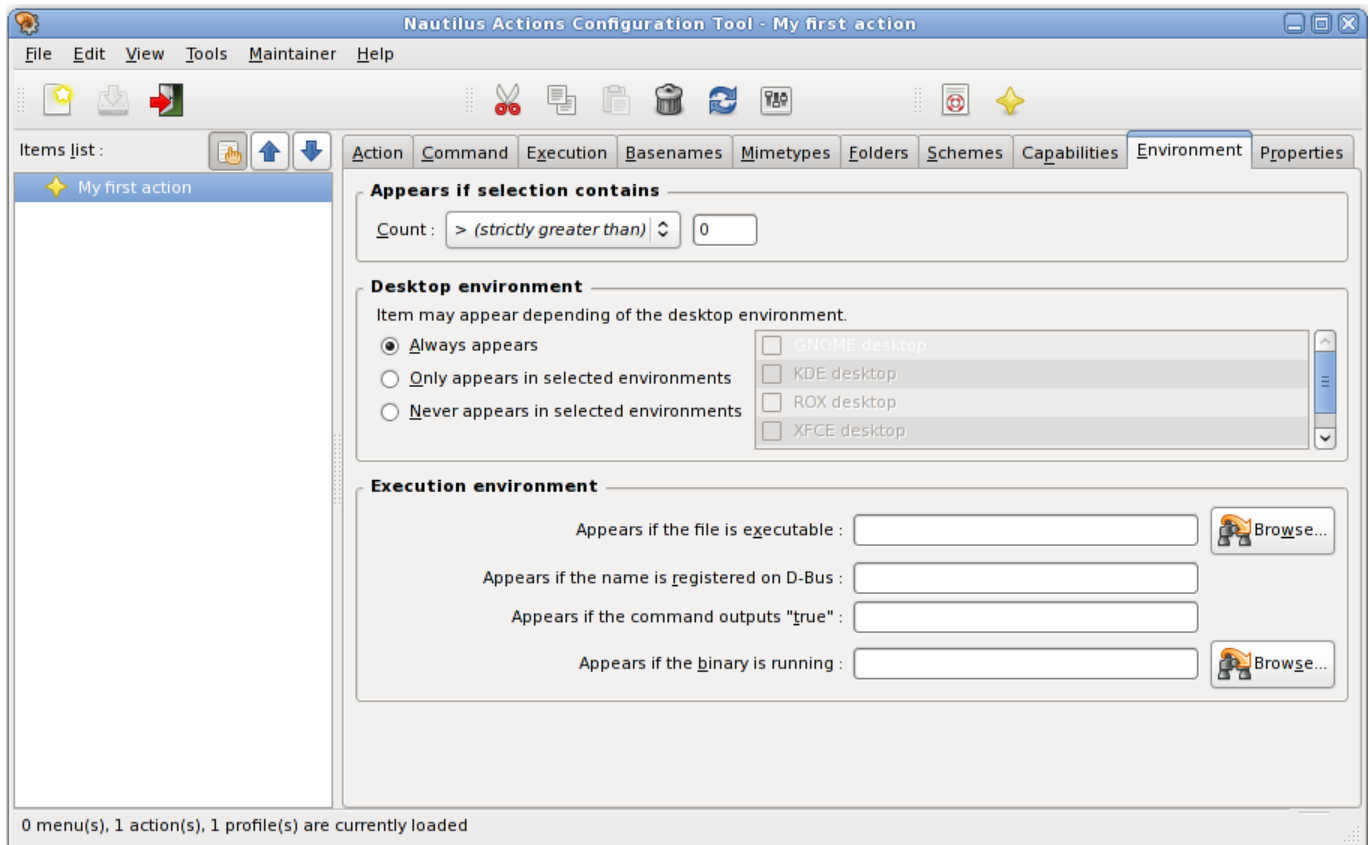 Nautilus Actions Configuration Tool - My first action
File Edit View Tools Maintainer Help
Items list :
Action Command Execution Basenames Mimetypes Folders Schemes Capabilities Environment Properties
My first action
Appears if selection contains
Count : > (strictly greater than) 0
Desktop environment
Item may appear depending of the desktop environment.
Always appears
Only appears in selected environments
Never appears in selected environments
GNOME desktop
KDE desktop
ROX desktop
XFCE desktop
Execution environment
Appears if the file is executable : Browse...
Appears if the name is registered on D-Bus :
Appears if the command outputs "true" :
Appears if the binary is running : Browse...
0 menu(s), 1 action(s), 1 profile(s) are currently loaded